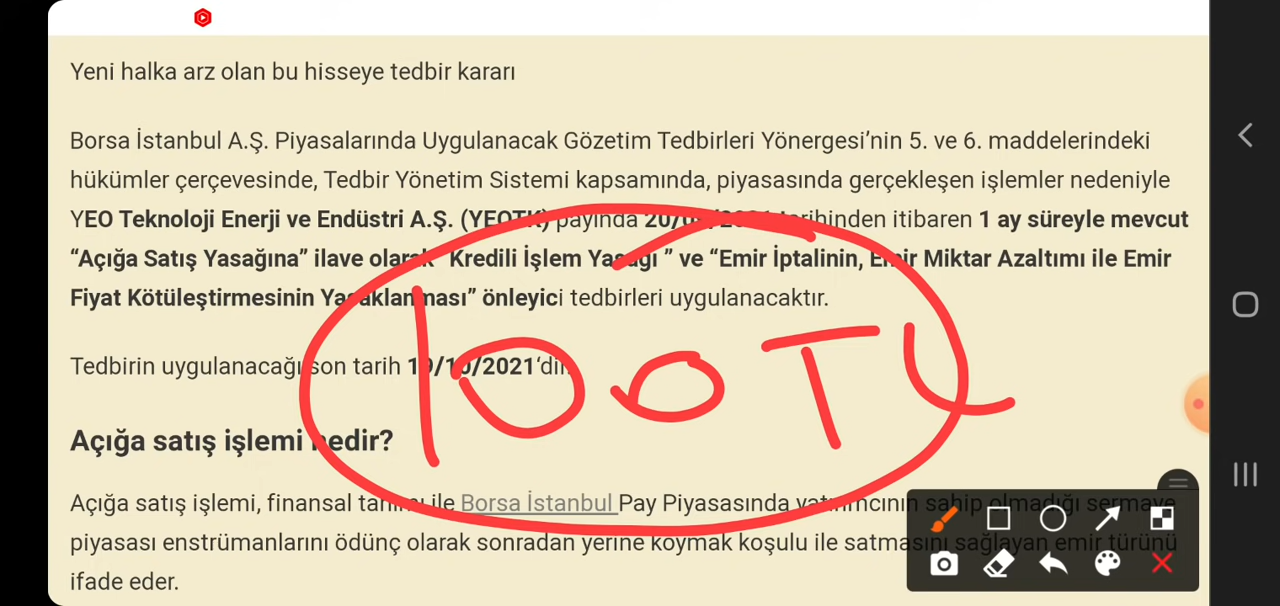 Yeni halka arz olan bu hisseye tedbir kararı
Borsa İstanbul A.Ş. Piyasalarında Uygulanacak Gözetim Tedbirleri Yönergesi’nin 5. ve 6. maddelerindeki
hükümler çerçevesinde, Tedbir Yönetim Sistemi kapsamında, piyasasında gerçekleşen işlemler nedeniyle
YEO Teknoloji Enerji ve Endüstri A.Ş. (YEOTK) payında tarihinden itibaren 1 ay süreyle mevcut
“Açığa Satış Yasağına” ilave olarak “Kredili İşlem Yasağı ” ve “Emir İptalinin, Emir Miktar Azaltımı ile Emir
Fiyat Kötüleştirmesinin Yasaklanması” önleyici tedbirleri uygulanacaktır.
Tedbirin uygulanacağı son tarih 19/10/2021‘dir.
100TL
Açığa satış işlemi nedir?
Açığa satış işlemi, finansal tanımı ile Borsa İstanbul Pay Piyasasında yatırımcının sahip olmadığı sermaye
piyasası enstrümanlarını ödünç olarak sonradan yerine koymak koşulu ile satmasını sağlayan emir türünü
ifade eder.